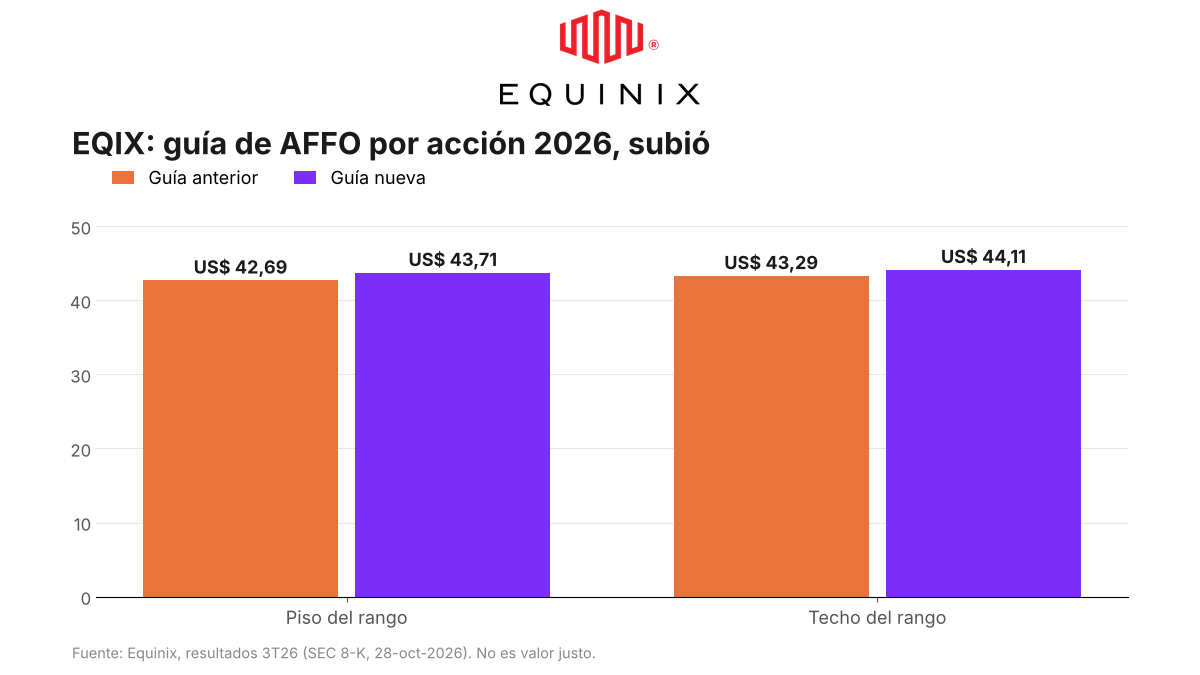 ®
EQUINIX
EQIX: guía de AFFO por acción 2026, subió
Guía anterior Guía nueva
50
40
30
20
10
0
US$ 42,69 US$ 43,71 US$ 43,29 US$ 44,11
Piso del rango Techo del rango
Fuente: Equinix, resultados 3T26 (SEC 8-K, 28-oct-2026). No es valor justo.